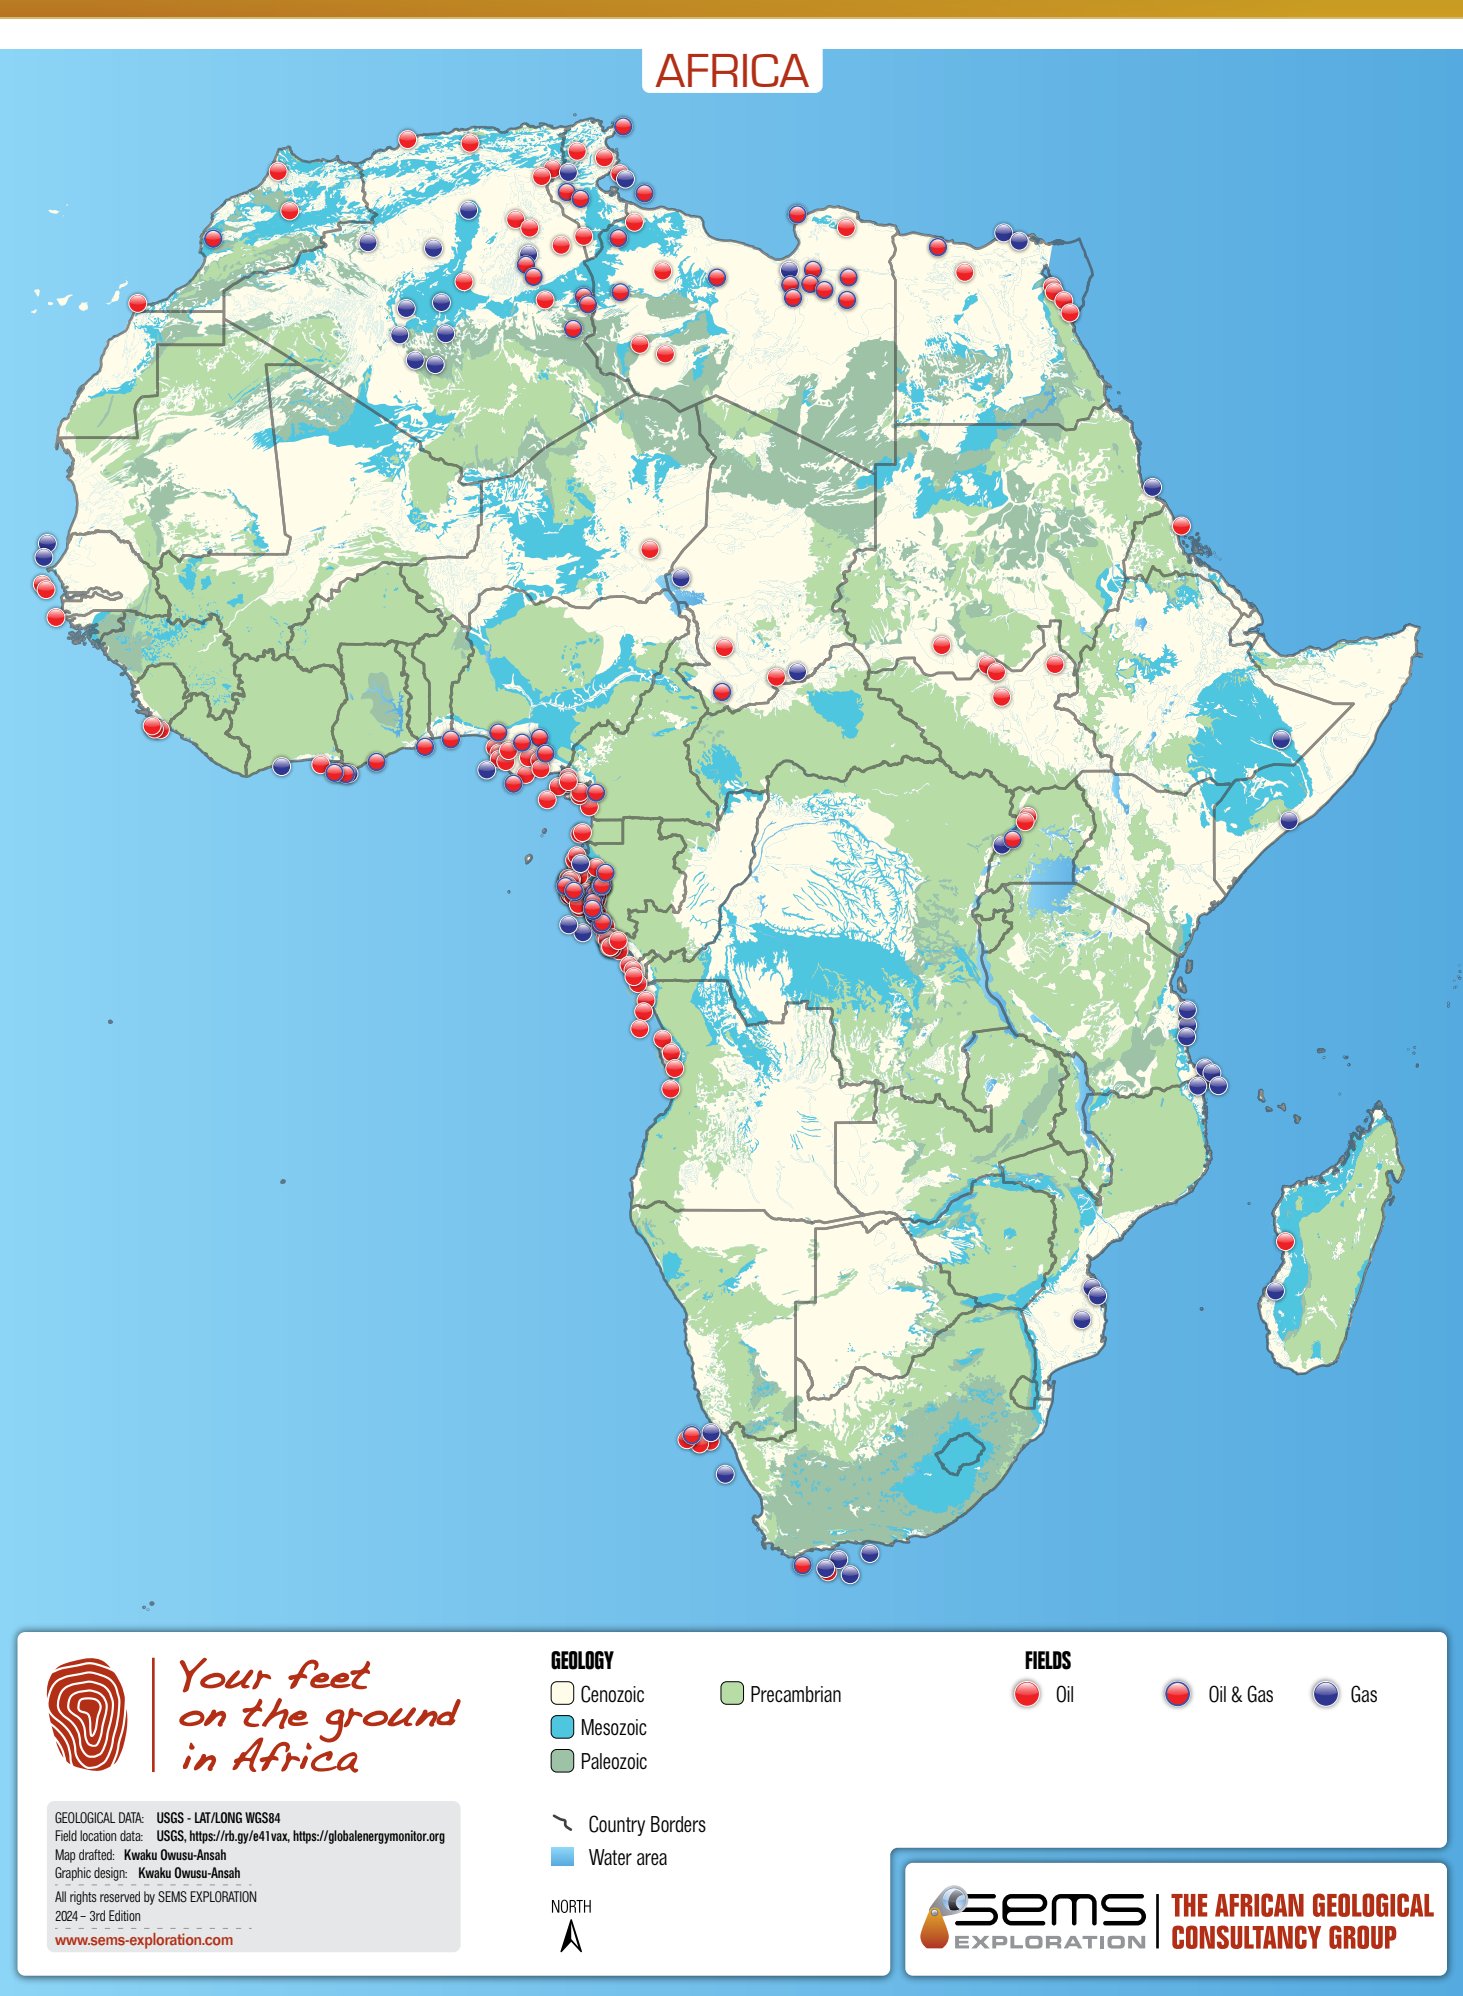 AFRICA
Your feet
on the ground
in Africa
GEOLOGICAL DATA: USGS - LAT/LONG WGS84
Field location data: USGS, https://rb.gy/e41vax, https://globalenergymonitor.org
Map drafted: Kwaku Owusu-Ansah
Graphic design: Kwaku Owusu-Ansah
All rights reserved by SEMS EXPLORATION
2024 – 3rd Edition
www.sems-exploration.com
GEOLOGY
Cenozoic
Precambrian
Mesozoic
Paleozoic
Country Borders
Water area
NORTH
FIELDS
Oil
Oil & Gas
Gas
sems
EXPLORATION
THE AFRICAN GEOLOGICAL
CONSULTANCY GROUP